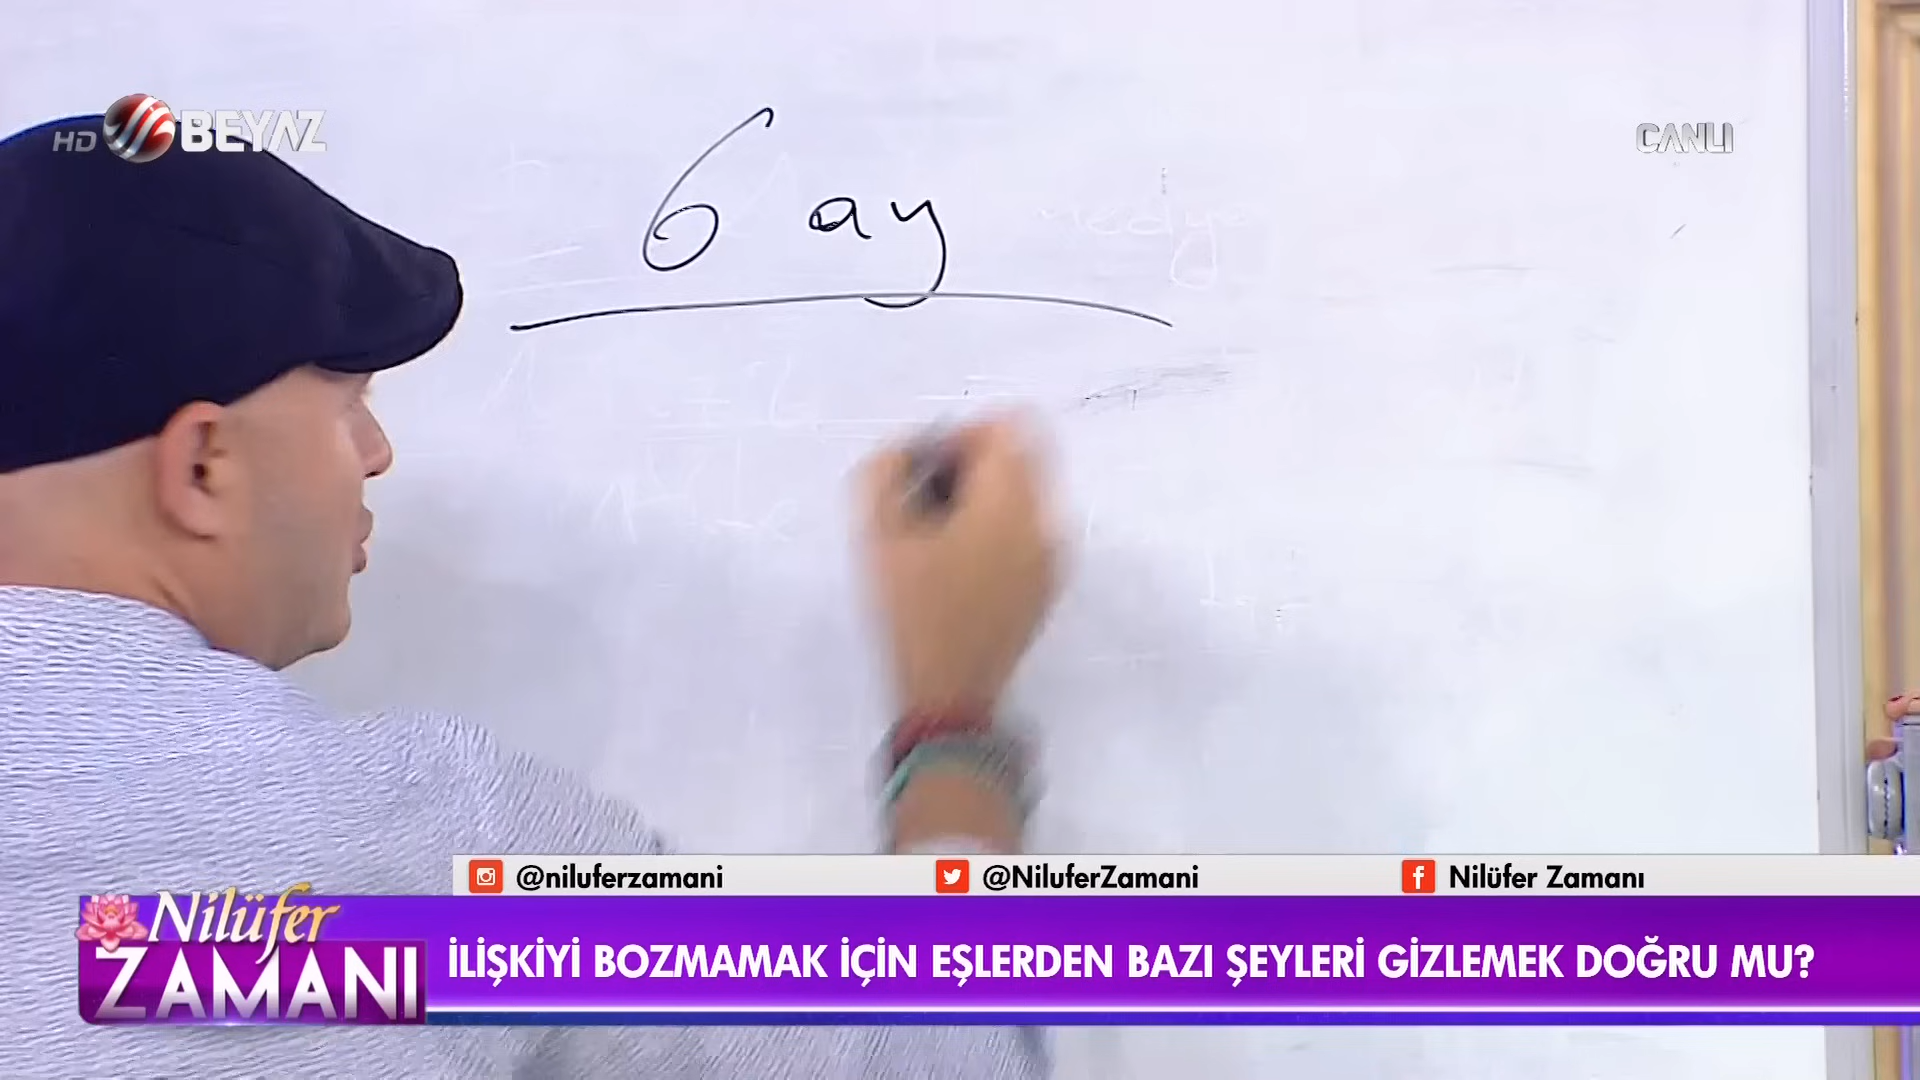 HD BEYAZ
CANLI
6 ay
@niluferzamani
@NiluferZamani
Nilüfer Zamanı
Nilüfer
ZAMANI
İLİŞKİYİ BOZMAMAK İÇİN EŞLERDEN BAZI ŞEYLERİ GİZLEMEK DOĞRU MU?